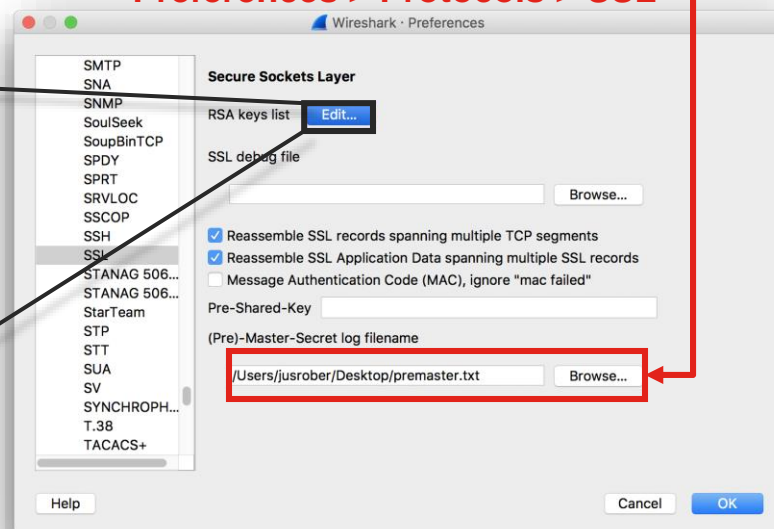 Preferences > Protocols > SSL
Wireshark · Preferences
SMTP
SNA
SNMP
SoulSeek
SoupBinTCP
SPDY
SPRT
SRVLOC
SSCOP
SSH
SSL
STANAG 506...
STANAG 506...
StarTeam
STP
STT
SUA
SV
SYNCHROPH...
T.38
TACACS+
Secure Sockets Layer
RSA keys list Edit...
SSL debug file
Browse...
Reassemble SSL records spanning multiple TCP segments
Reassemble SSL Application Data spanning multiple SSL records
Message Authentication Code (MAC), ignore "mac failed"
Pre-Shared-Key
(Pre)-Master-Secret log filename
/Users/jusrober/Desktop/premaster.txt Browse...
Help Cancel OK